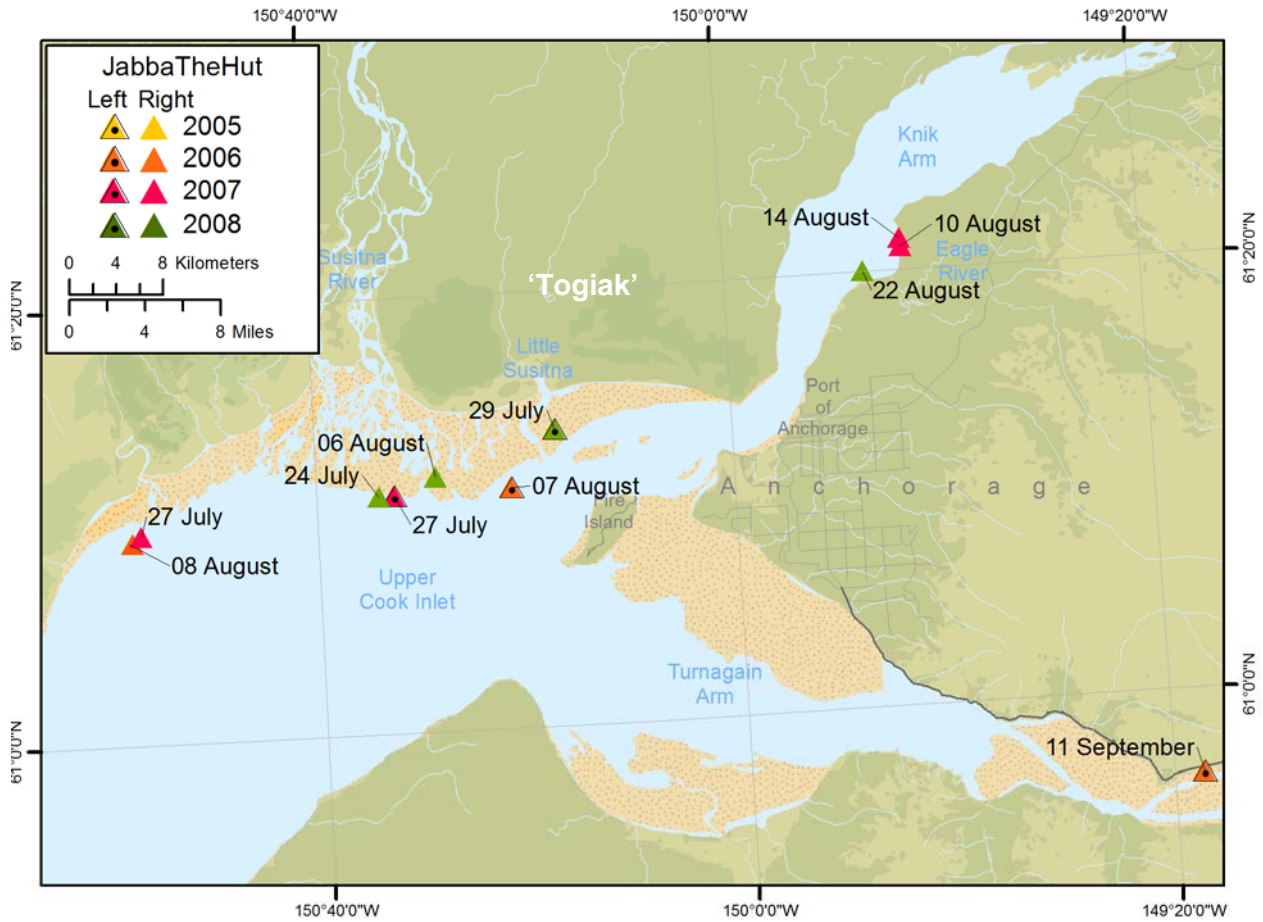 150°40'0"W
150°0'0"W
149°20'0"W
JabbaTheHut
Left Right
2005
2006
2007
2008
0 4 8 Kilometers
0 4 8 Miles
61°20'0"N
61°0'0"N
61°20'0"N
61°0'0"N
Knik
Arm
14 August
10 August
Eagle
River
22 August
Susitna
River
'Togiak'
Little
Susitna
Port
of
Anchorage
29 July
06 August
24 July
07 August
Anchorage
Fire
Island
27 July
27 July
08 August
Upper
Cook Inlet
Turnagain
Arm
11 September
150°40'0"W
150°0'0"W
149°20'0"W